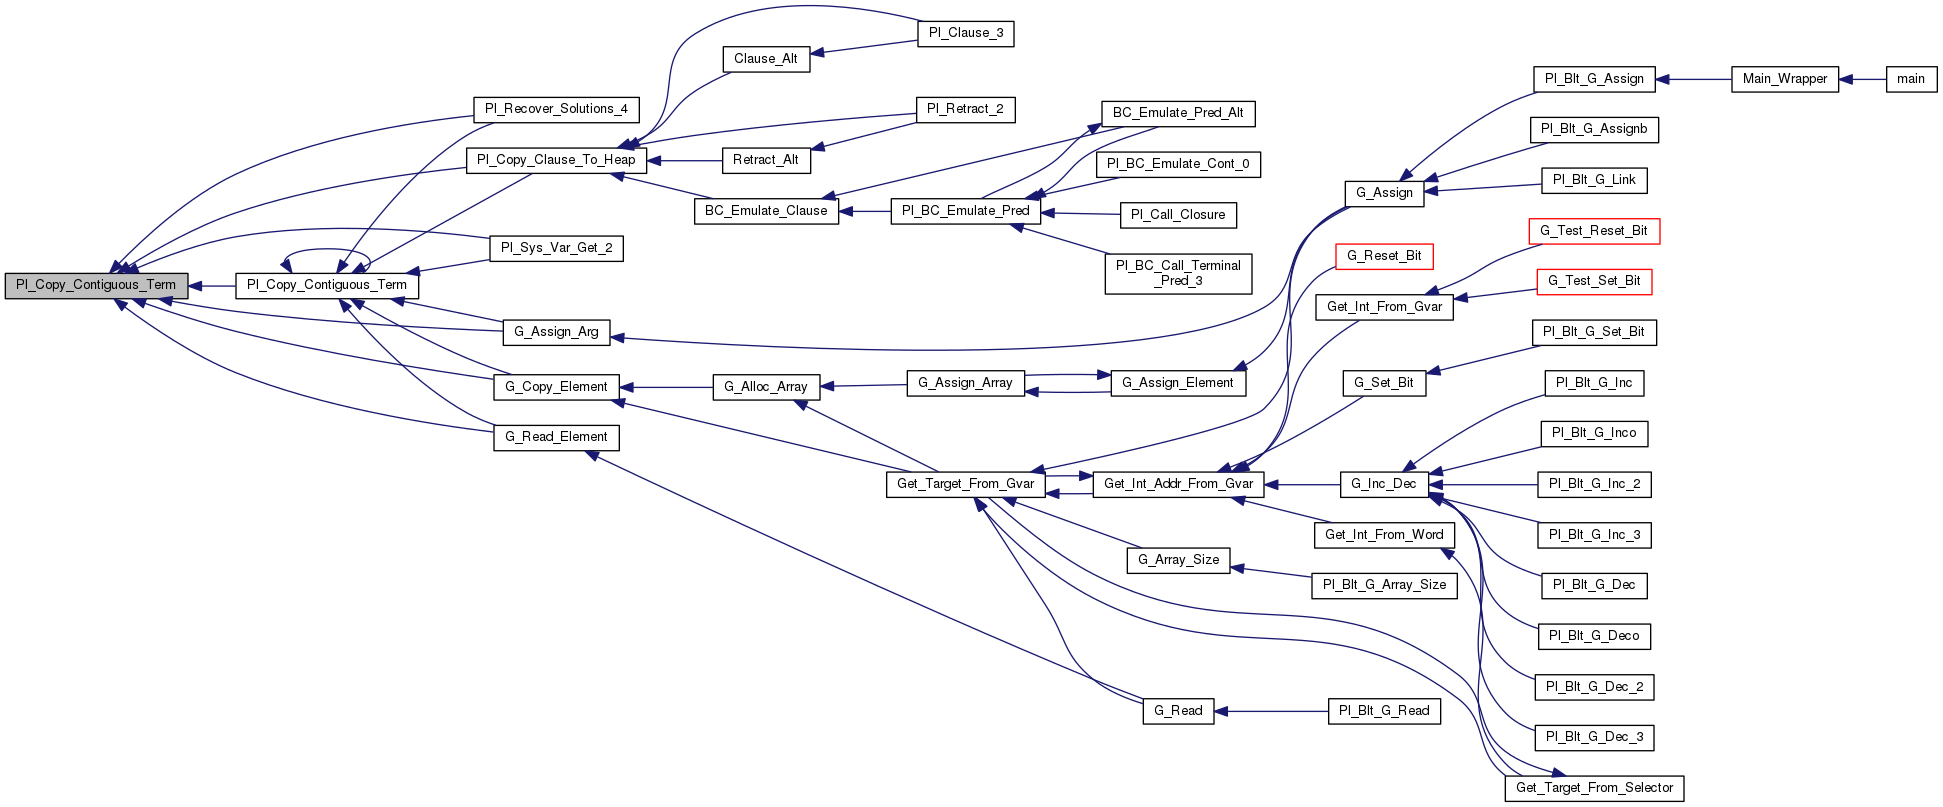 Pl_Copy_Contiguous_Term
Pl_Recover_Solutions_4
Pl_Copy_Clause_To_Heap
Pl_Sys_Var_Get_2
Pl_Copy_Contiguous_Term
G_Assign_Arg
G_Copy_Element
G_Read_Element
Clause_Alt
Retract_Alt
BC_Emulate_Clause
G_Alloc_Array
Pl_Clause_3
Pl_Retract_2
Pl_BC_Emulate_Pred
G_Assign_Array
Get_Target_From_Gvar
BC_Emulate_Pred_Alt
Pl_BC_Emulate_Cont_0
Pl_Call_Closure
Pl_BC_Call_Terminal
_Pred_3
G_Assign_Element
Get_Int_Addr_From_Gvar
G_Array_Size
G_Read
G_Assign
G_Reset_Bit
Get_Int_From_Gvar
G_Set_Bit
G_Inc_Dec
Get_Int_From_Word
Pl_Blt_G_Array_Size
Pl_Blt_G_Read
Pl_Blt_G_Assign
Pl_Blt_G_Assignb
Pl_Blt_G_Link
G_Test_Reset_Bit
G_Test_Set_Bit
Pl_Blt_G_Set_Bit
Pl_Blt_G_Inc
Pl_Blt_G_Inco
Pl_Blt_G_Inc_2
Pl_Blt_G_Inc_3
Pl_Blt_G_Dec
Pl_Blt_G_Deco
Pl_Blt_G_Dec_2
Pl_Blt_G_Dec_3
Get_Target_From_Selector
Main_Wrapper
main